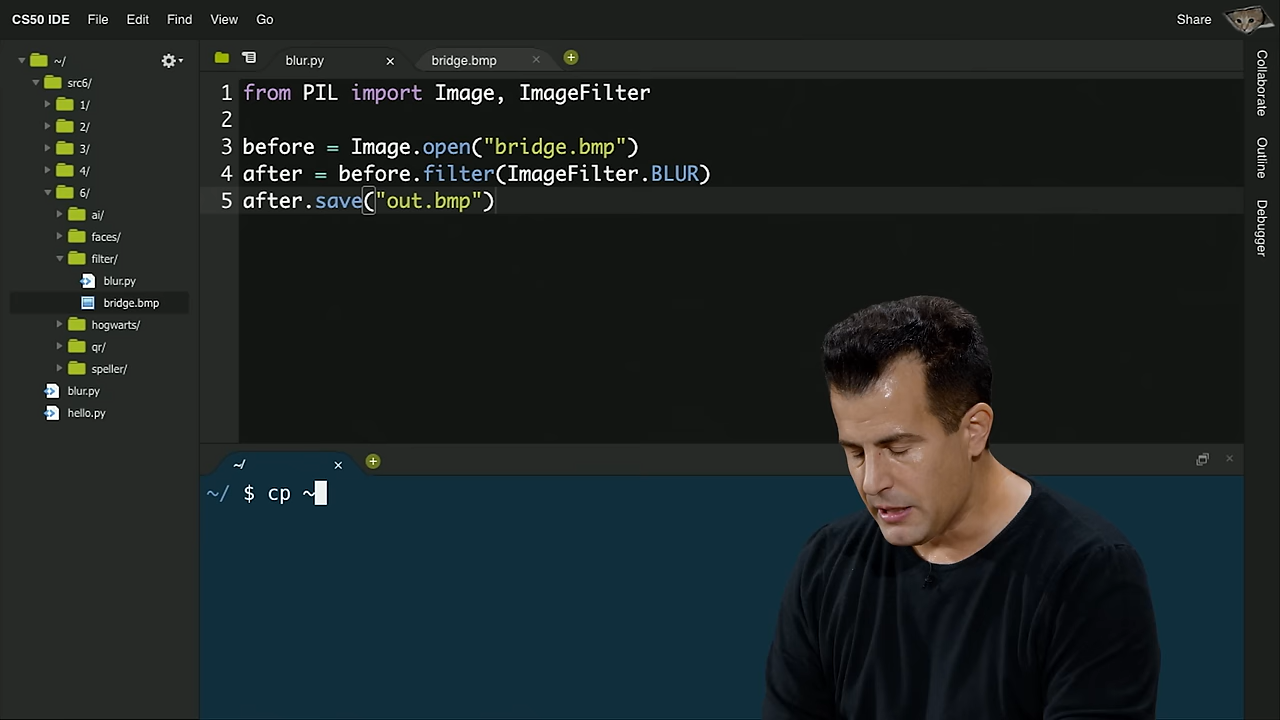 CS50 IDE File Edit Find View Go Share
~/
src6/
1/
2/
3/
4/
6/
ai/
faces/
filter/
blur.py
bridge.bmp
hogwarts/
qr/
speller/
blur.py
hello.py
blur.py × bridge.bmp ×
1 from PIL import Image, ImageFilter
2
3 before = Image.open("bridge.bmp")
4 after = before.filter(ImageFilter.BLUR)
5 after.save("out.bmp")
~/ ×
~/ $ cp ~
Collaborate
Outline
Debugger